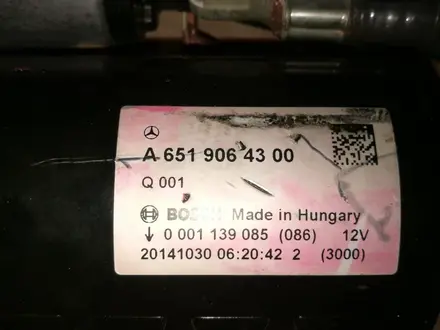 A 651 906 43 00
Q 001
BOSCH Made in Hungary
↓ 0 001 139 085 (086) 12V
20141030 06:20:42 2 (3000)